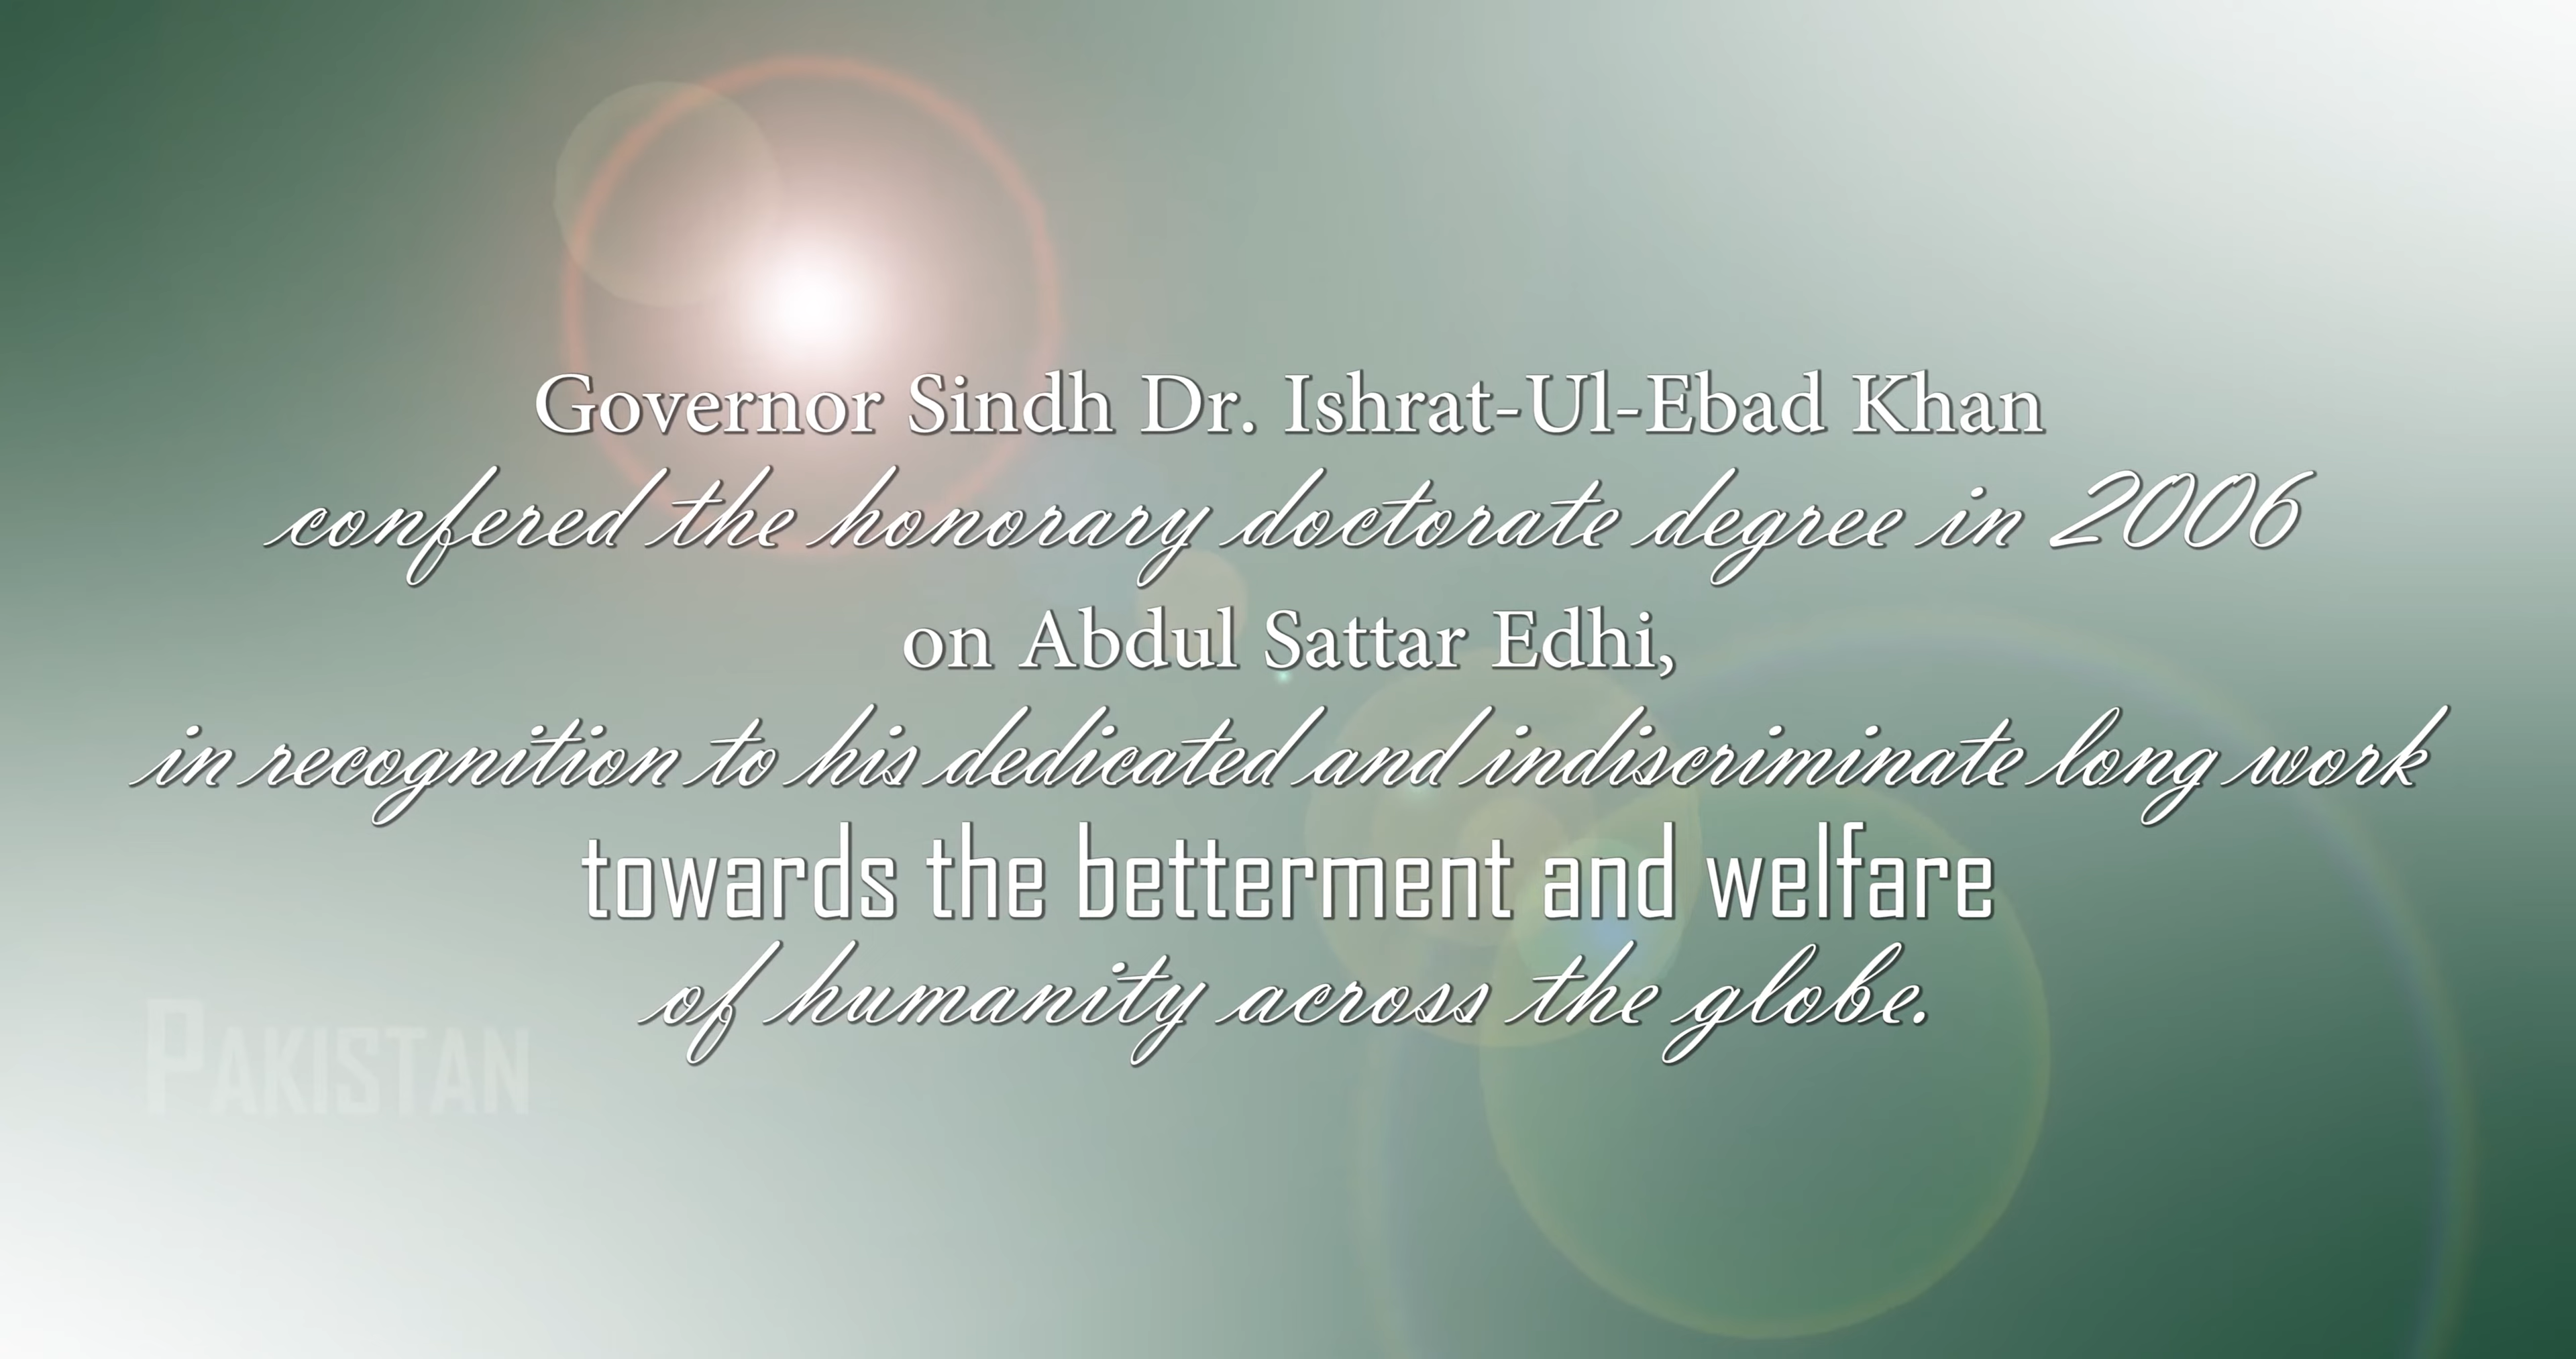 Governor Sindh Dr. Ishrat-Ul-Ebad Khan
confered the honorary doctorate degree in 2006
on Abdul Sattar Edhi,
in recognition to his dedicated and indiscriminate long work
towards the betterment and welfare
of humanity across the globe.
PAKISTAN